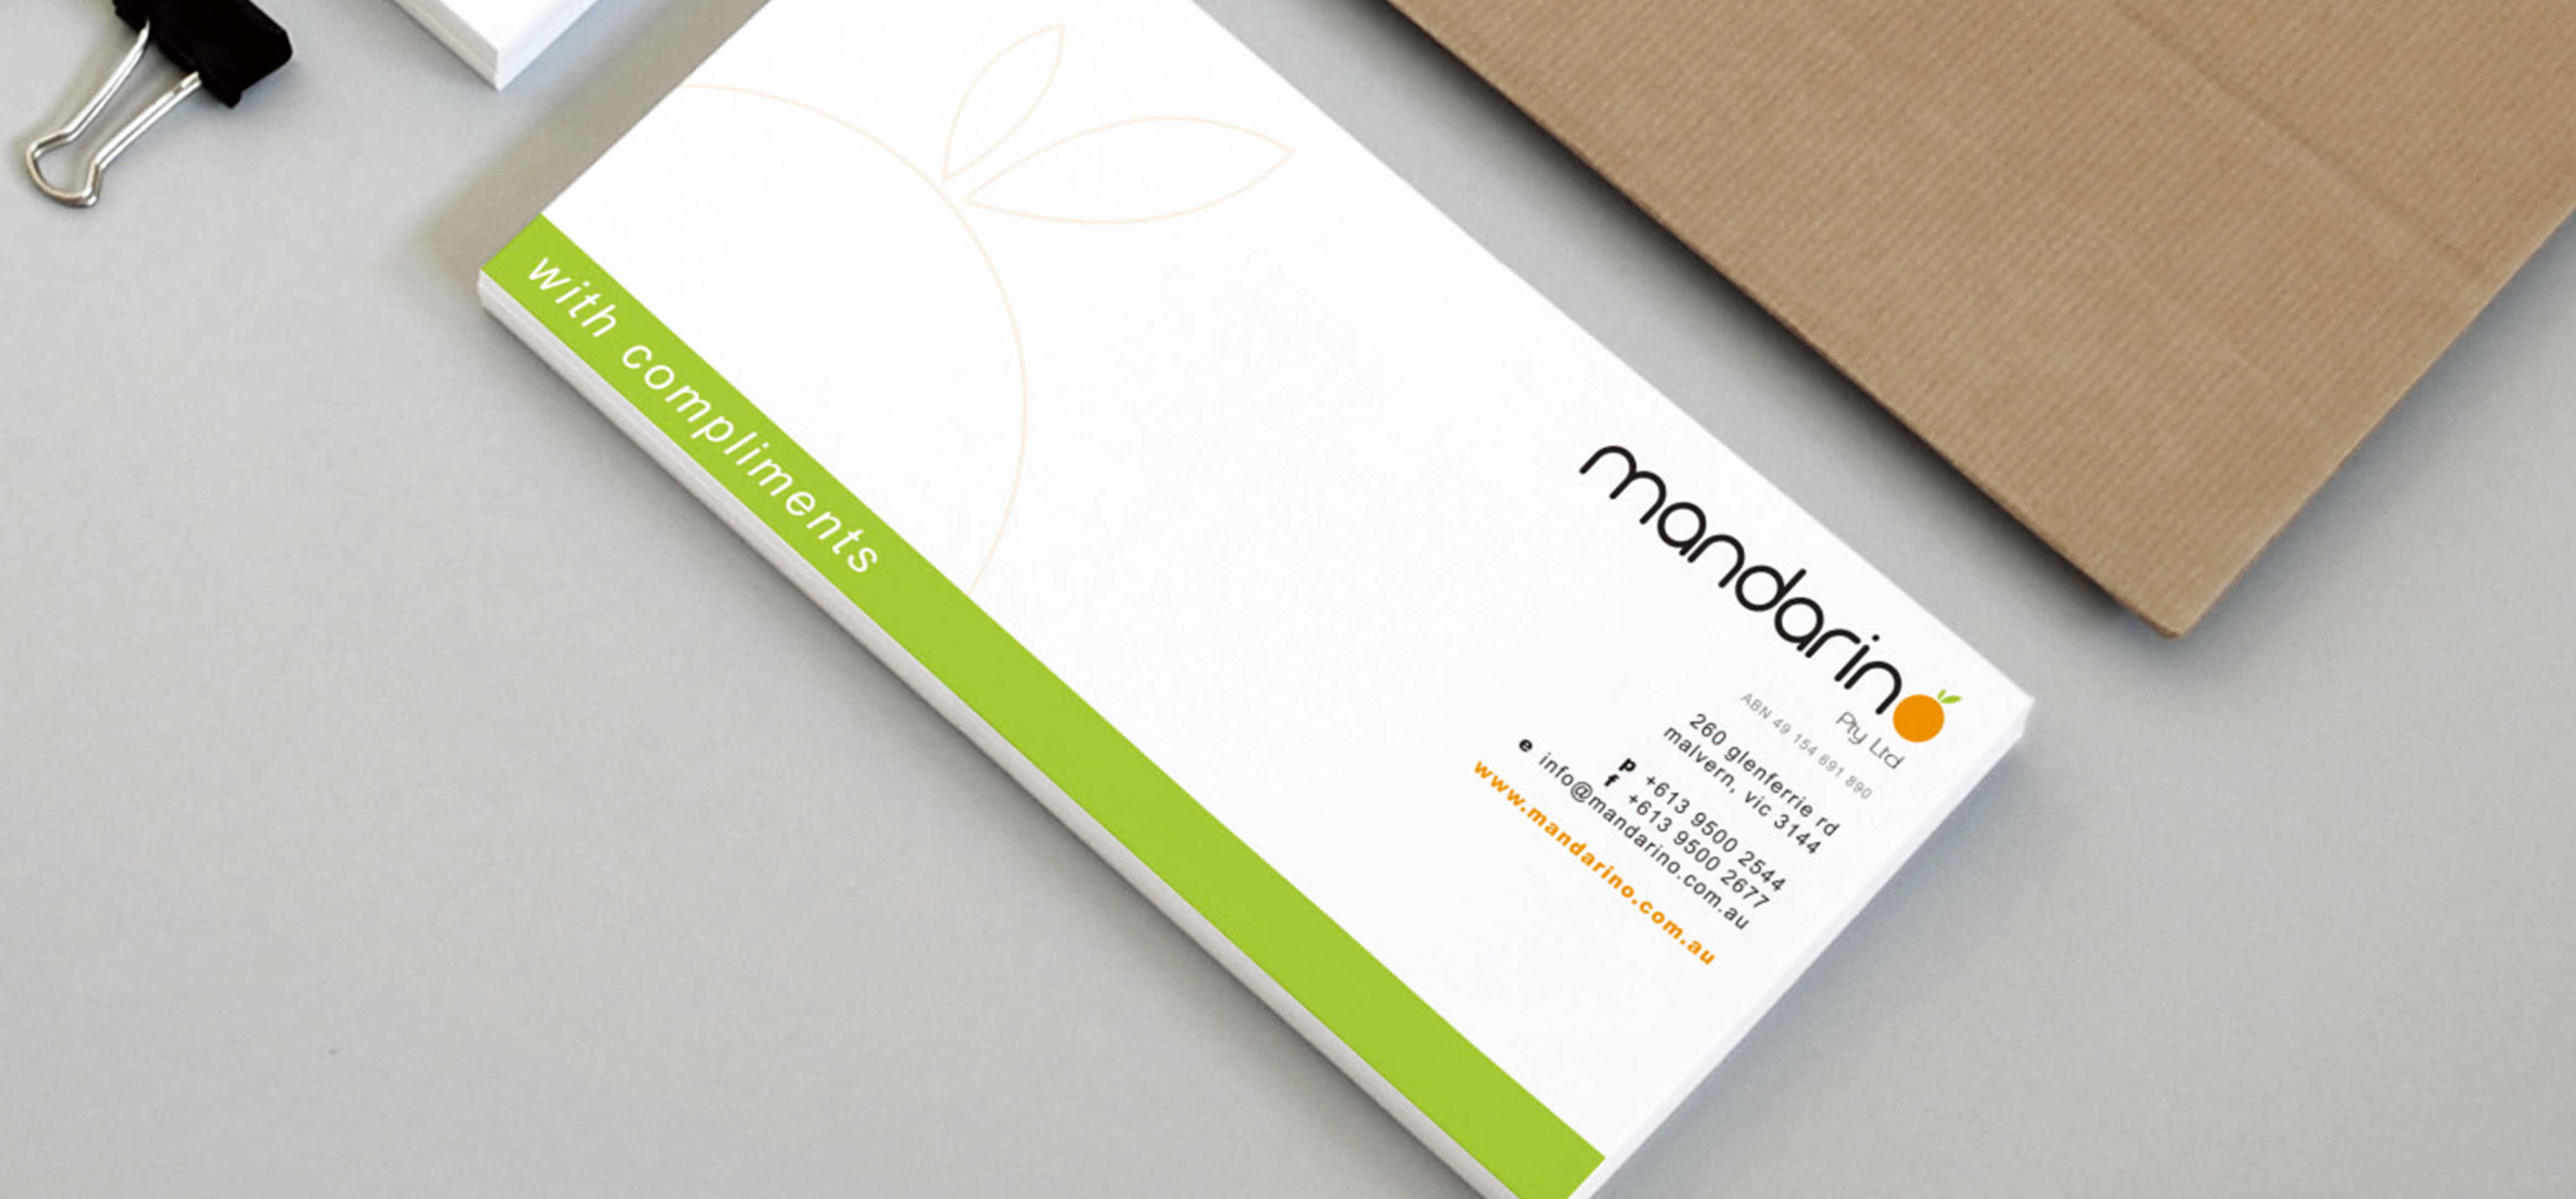 mandarino
Pty Ltd
ABN 49 154 691 890
260 glenferrie rd
malvern, vic 3144
p +613 9500 2544
f +613 9500 2677
e info@mandarino.com.au
www.mandarino.com.au
with compliments